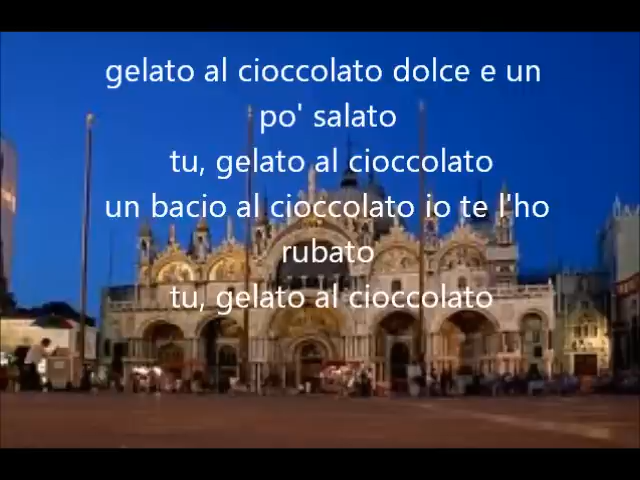 gelato al cioccolato dolce e un
po' salato
tu, gelato al cioccolato
un bacio al cioccolato io te l'ho
rubato
tu, gelato al cioccolato